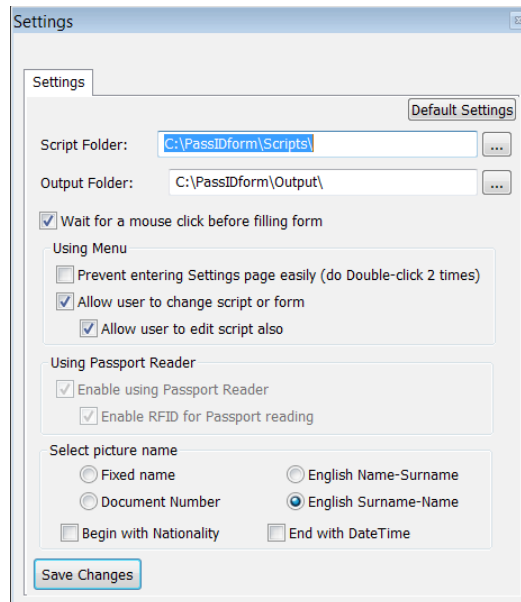 Settings
Settings
Default Settings
Script Folder: C:\PassIDform\Scripts\ ...
Output Folder: C:\PassIDform\Output\ ...
Wait for a mouse click before filling form
Using Menu
Prevent entering Settings page easily (do Double-click 2 times)
Allow user to change script or form
Allow user to edit script also
Using Passport Reader
Enable using Passport Reader
Enable RFID for Passport reading
Select picture name
Fixed name English Name-Surname
Document Number English Surname-Name
Begin with Nationality End with DateTime
Save Changes